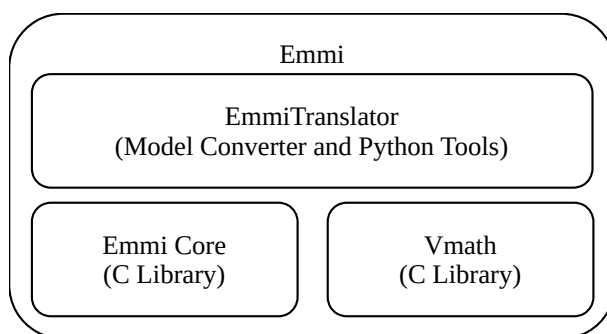 Emmi
EmmiTranslator
(Model Converter and Python Tools)
Emmi Core
(C Library)
Vmath
(C Library)